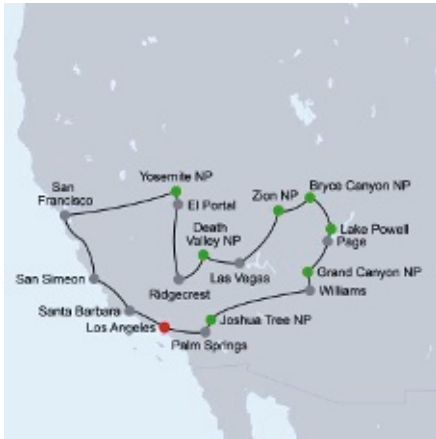 Yosemite NP
San
Francisco
El Portal
Bryce Canyon NP
Zion NP
Death
Valley NP
Lake Powell
Page
Las Vegas
Grand Canyon NP
San Simeon
Ridgecrest
Williams
Santa Barbara
Los Angeles
Joshua Tree NP
Palm Springs